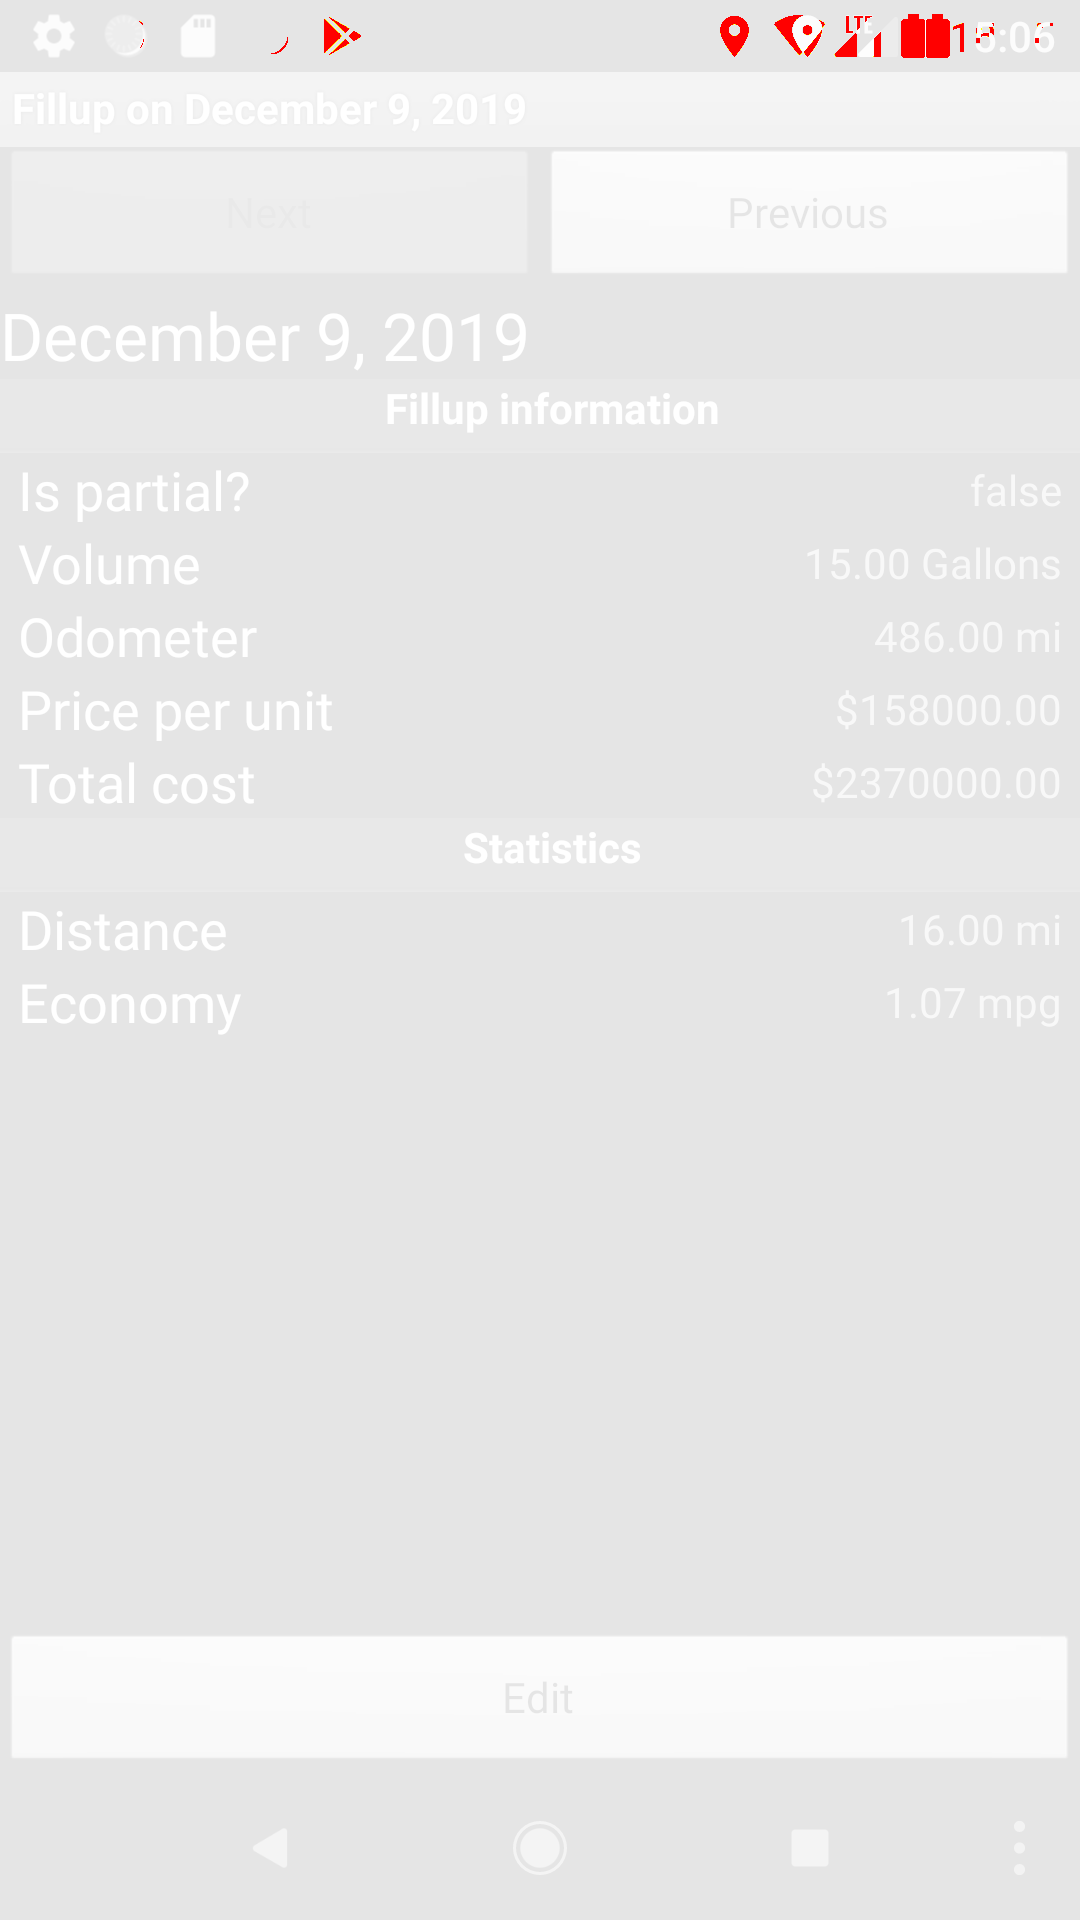 LTE
Fillup on December 9, 2019
Next Previous
December 9, 2019
Fillup information
Is partial? false
Volume 15.00 Gallons
Odometer 486.00 mi
Price per unit $158000.00
Total cost $2370000.00
Statistics
Distance 16.00 mi
Economy 1.07 mpg
Edit